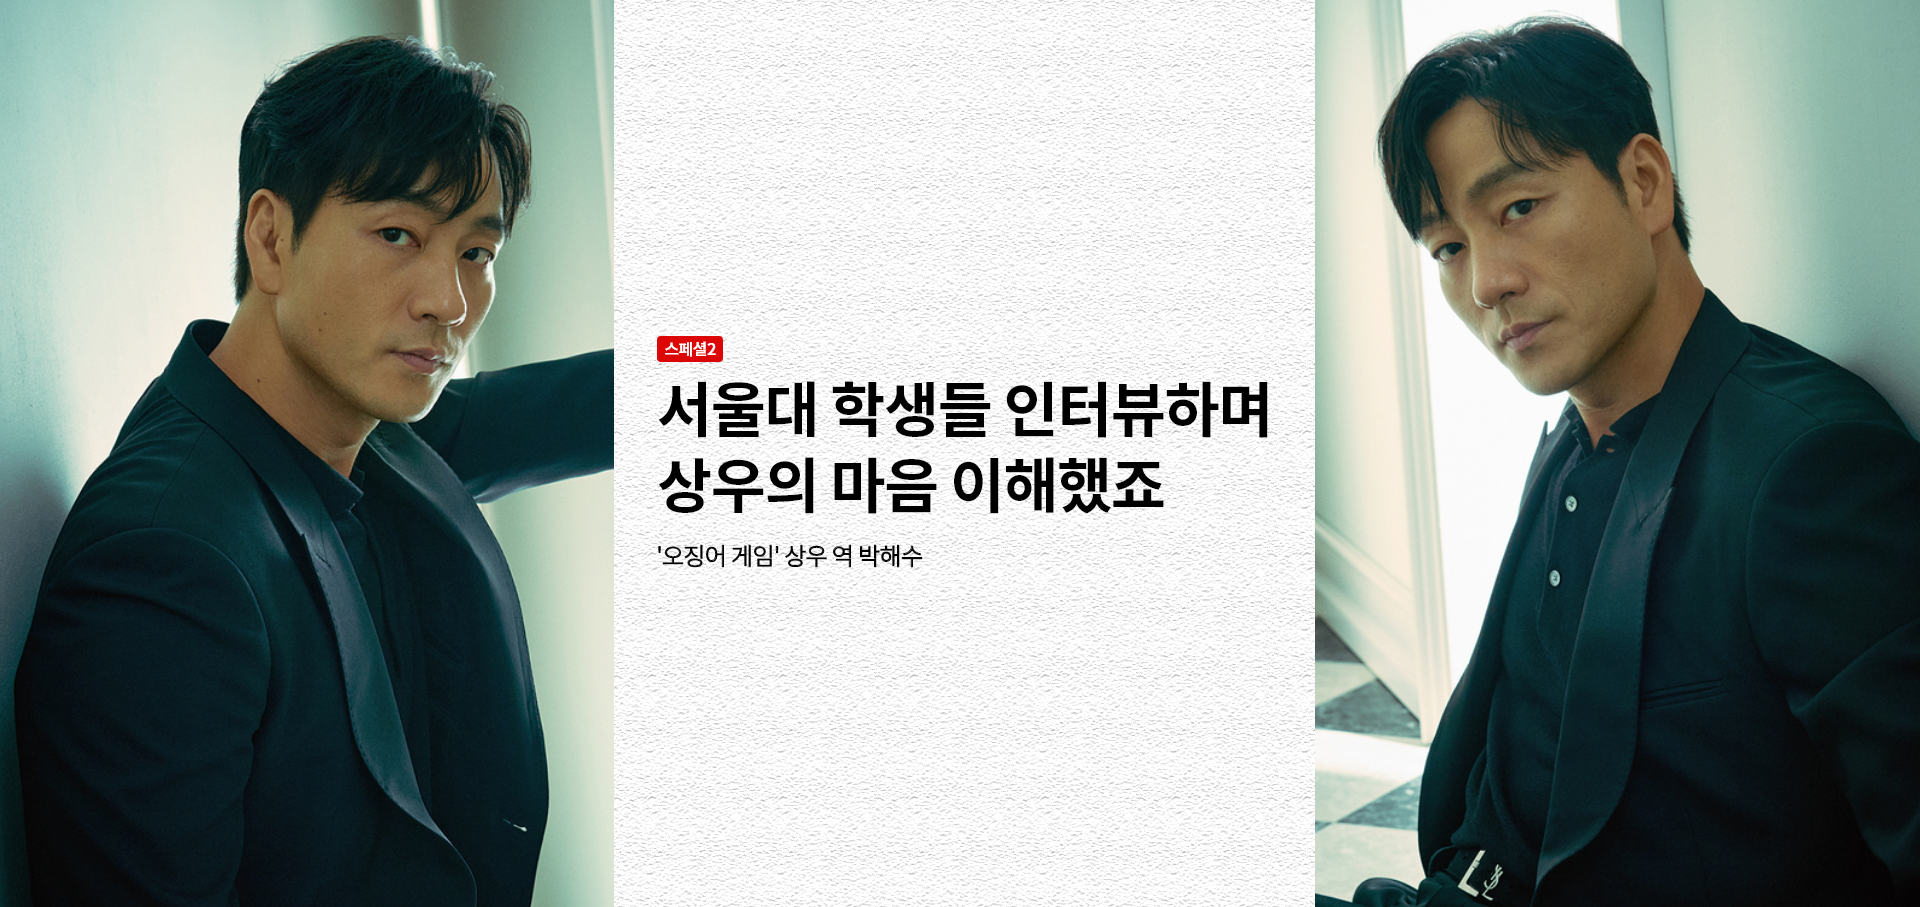 스페셜2
서울대 학생들 인터뷰하며
상우의 마음 이해했죠
'오징어 게임' 상우 역 박해수